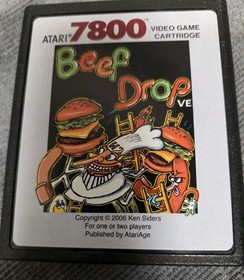 ATARI 7800 VIDEO GAME
CARTRIDGE
Beef
Drop
VE
Copyright © 2006 Ken Siders
For one or two players
Published by AtariAge